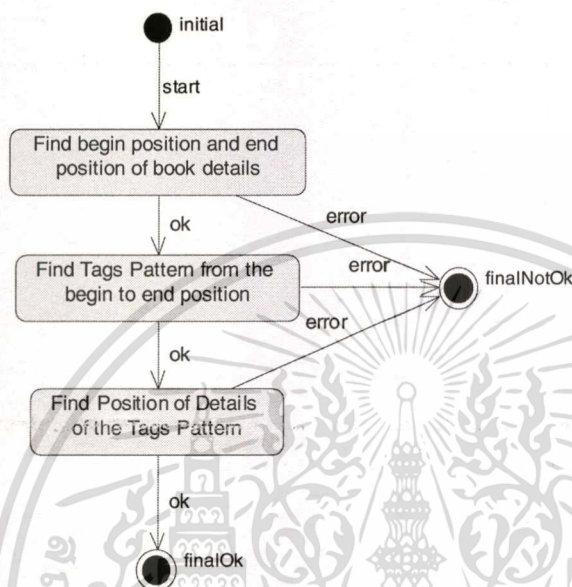 initial
start
Find begin position and end
position of book details
ok
error
Find Tags Pattern from the
begin to end position
error
finalNotOk
ok
error
Find Position of Details
of the Tags Pattern
ok
finalOk